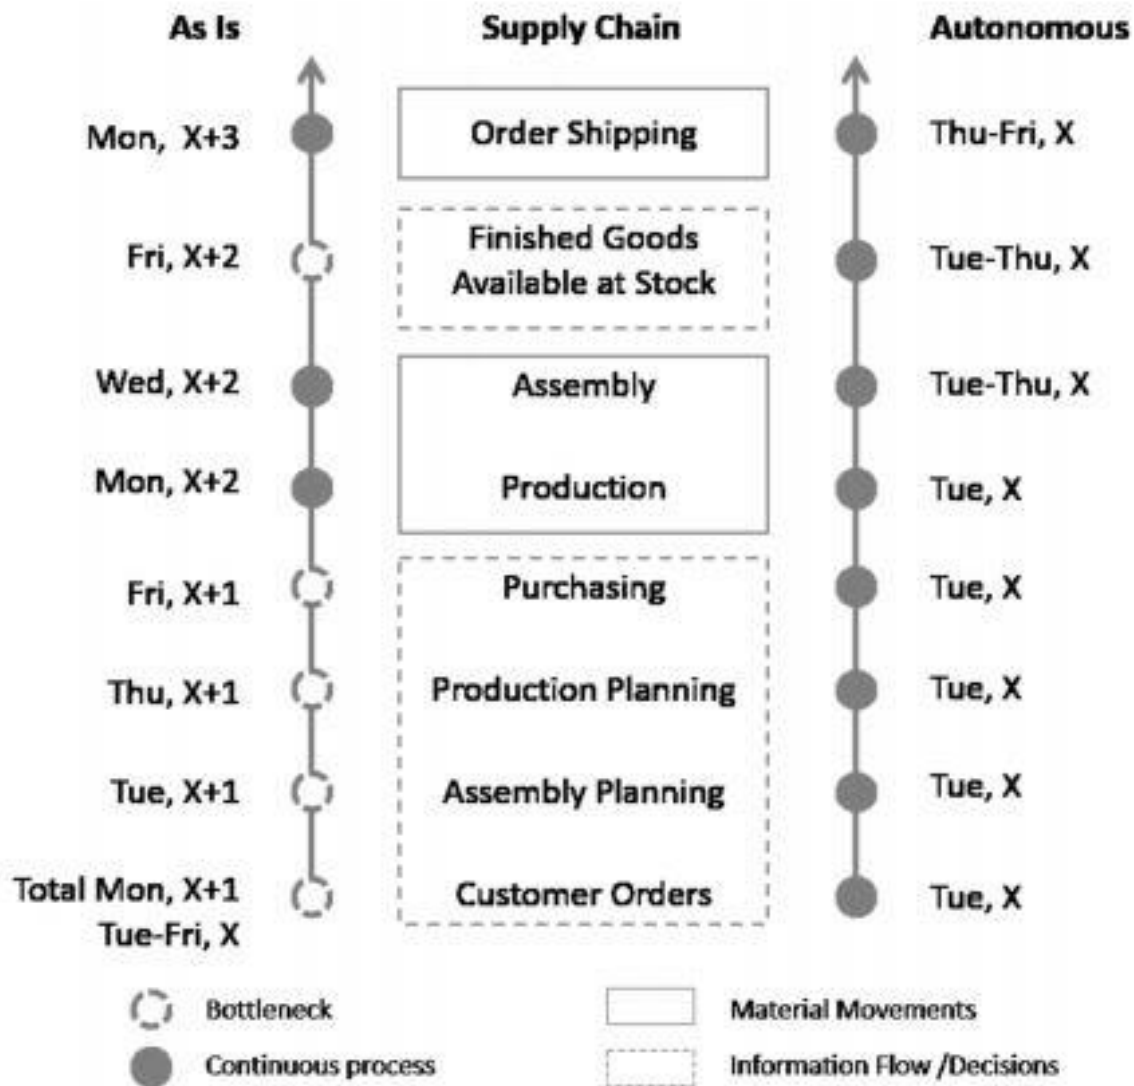 As Is Supply Chain Autonomous
Mon, X+3 Order Shipping Thu-Fri, X
Fri, X+2 Finished Goods Tue-Thu, X
Available at Stock
Wed, X+2 Assembly Tue-Thu, X
Mon, X+2 Production Tue, X
Fri, X+1 Purchasing Tue, X
Thu, X+1 Production Planning Tue, X
Tue, X+1 Assembly Planning Tue, X
Total Mon, X+1 Customer Orders Tue, X
Tue-Fri, X
Bottleneck Material Movements
Continuous process Information Flow /Decisions